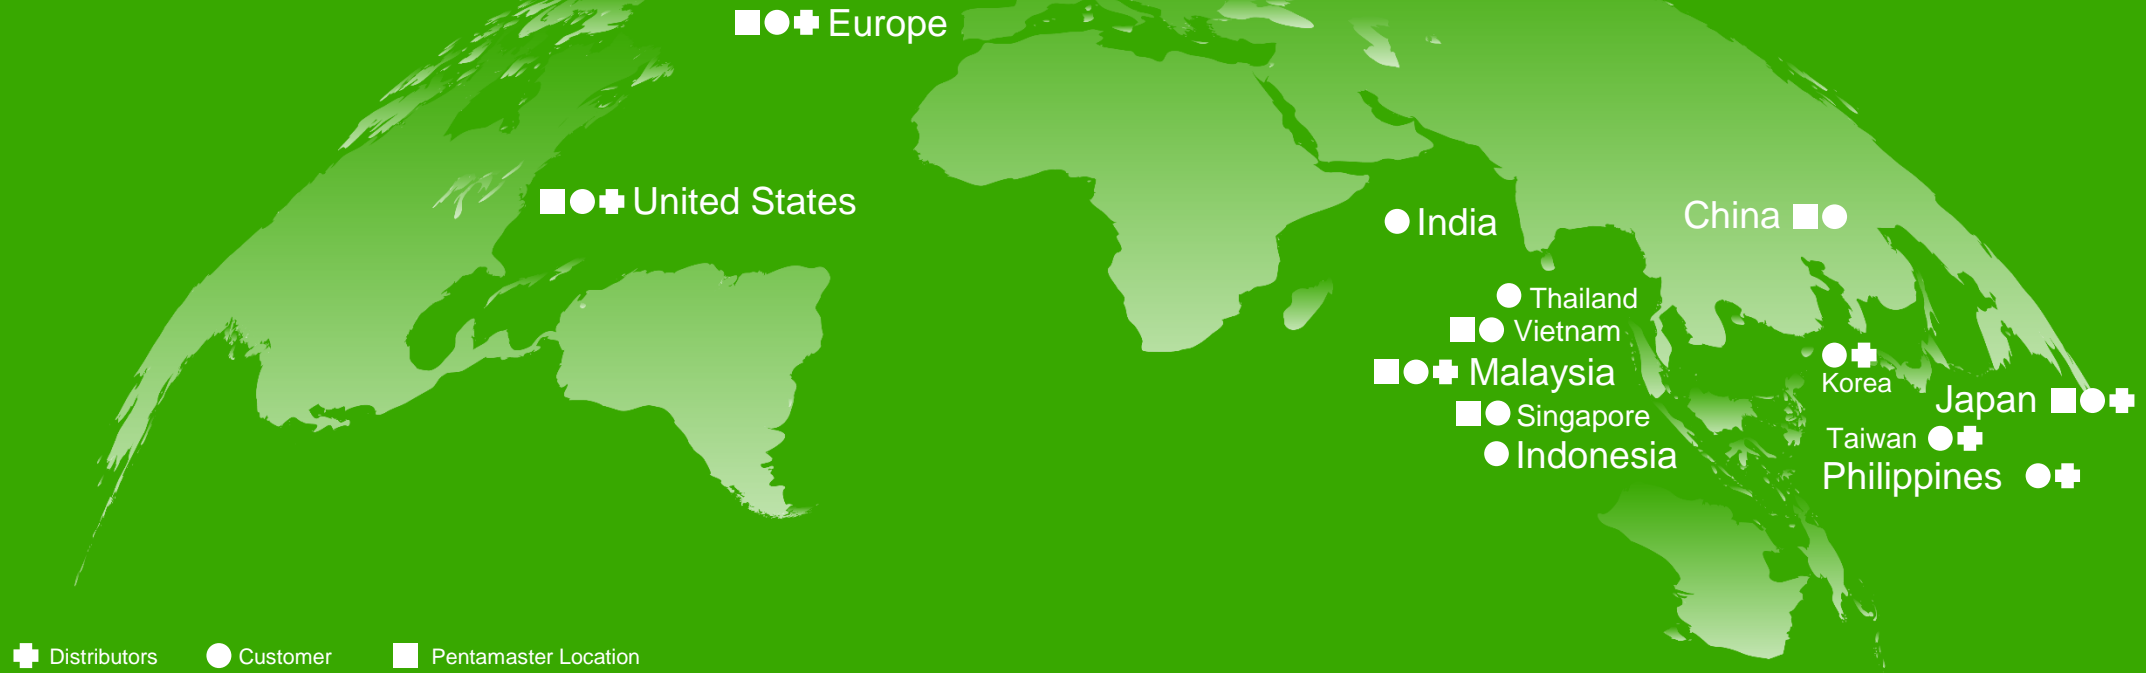 Europe
United States
India
China
Thailand
Vietnam
Malaysia
Korea
Japan
Singapore
Taiwan
Indonesia
Philippines
Distributors
Customer
Pentamaster Location